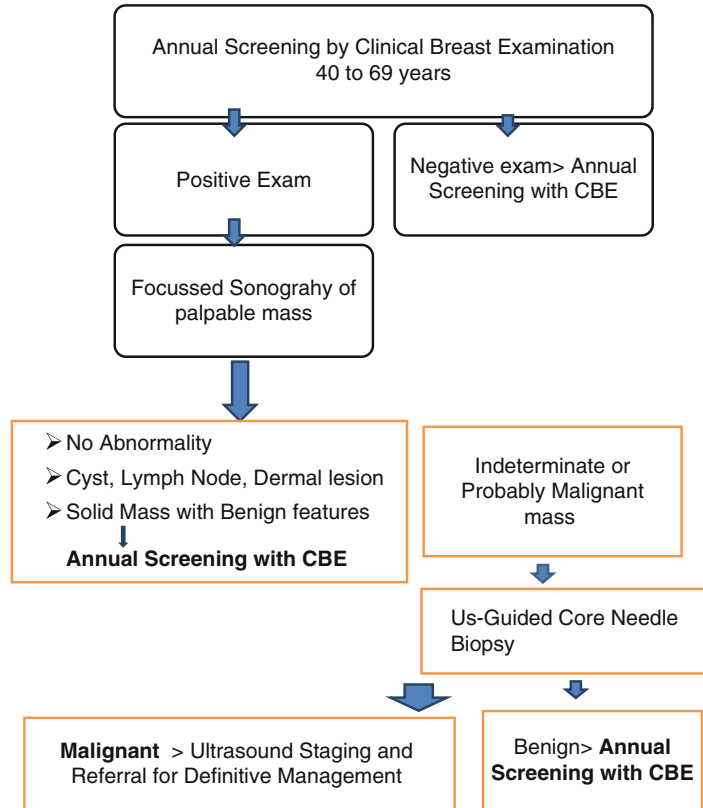 Annual Screening by Clinical Breast Examination
40 to 69 years
Positive Exam
Negative exam> Annual
Screening with CBE
Focussed Sonograhy of
palpable mass
➢ No Abnormality
➢ Cyst, Lymph Node, Dermal lesion
➢ Solid Mass with Benign features
Annual Screening with CBE
Indeterminate or
Probably Malignant
mass
Us-Guided Core Needle
Biopsy
Malignant > Ultrasound Staging and
Referral for Definitive Management
Benign> Annual
Screening with CBE